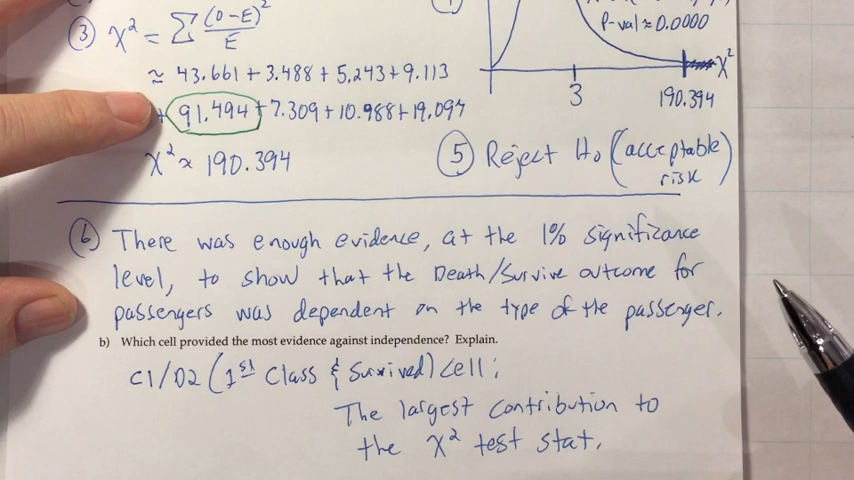 ③ χ² = Σ (O-E)²/E
≈ 43.661 + 3.488 + 5.243 + 9.113
+ 91.494 + 7.309 + 10.988 + 19.097
χ² ≈ 190.394
P-val ≈ 0.0000
χ²
3
190.394
⑤ Reject H₀ (acceptable
risk)
⑥ There was enough evidence, at the 1% significance
level, to show that the Death/Survive outcome for
passengers was dependent on the type of the passenger.
b) Which cell provided the most evidence against independence? Explain.
C1/D2 (1st Class & Survived) Cell;
The largest contribution to
the χ² test stat.